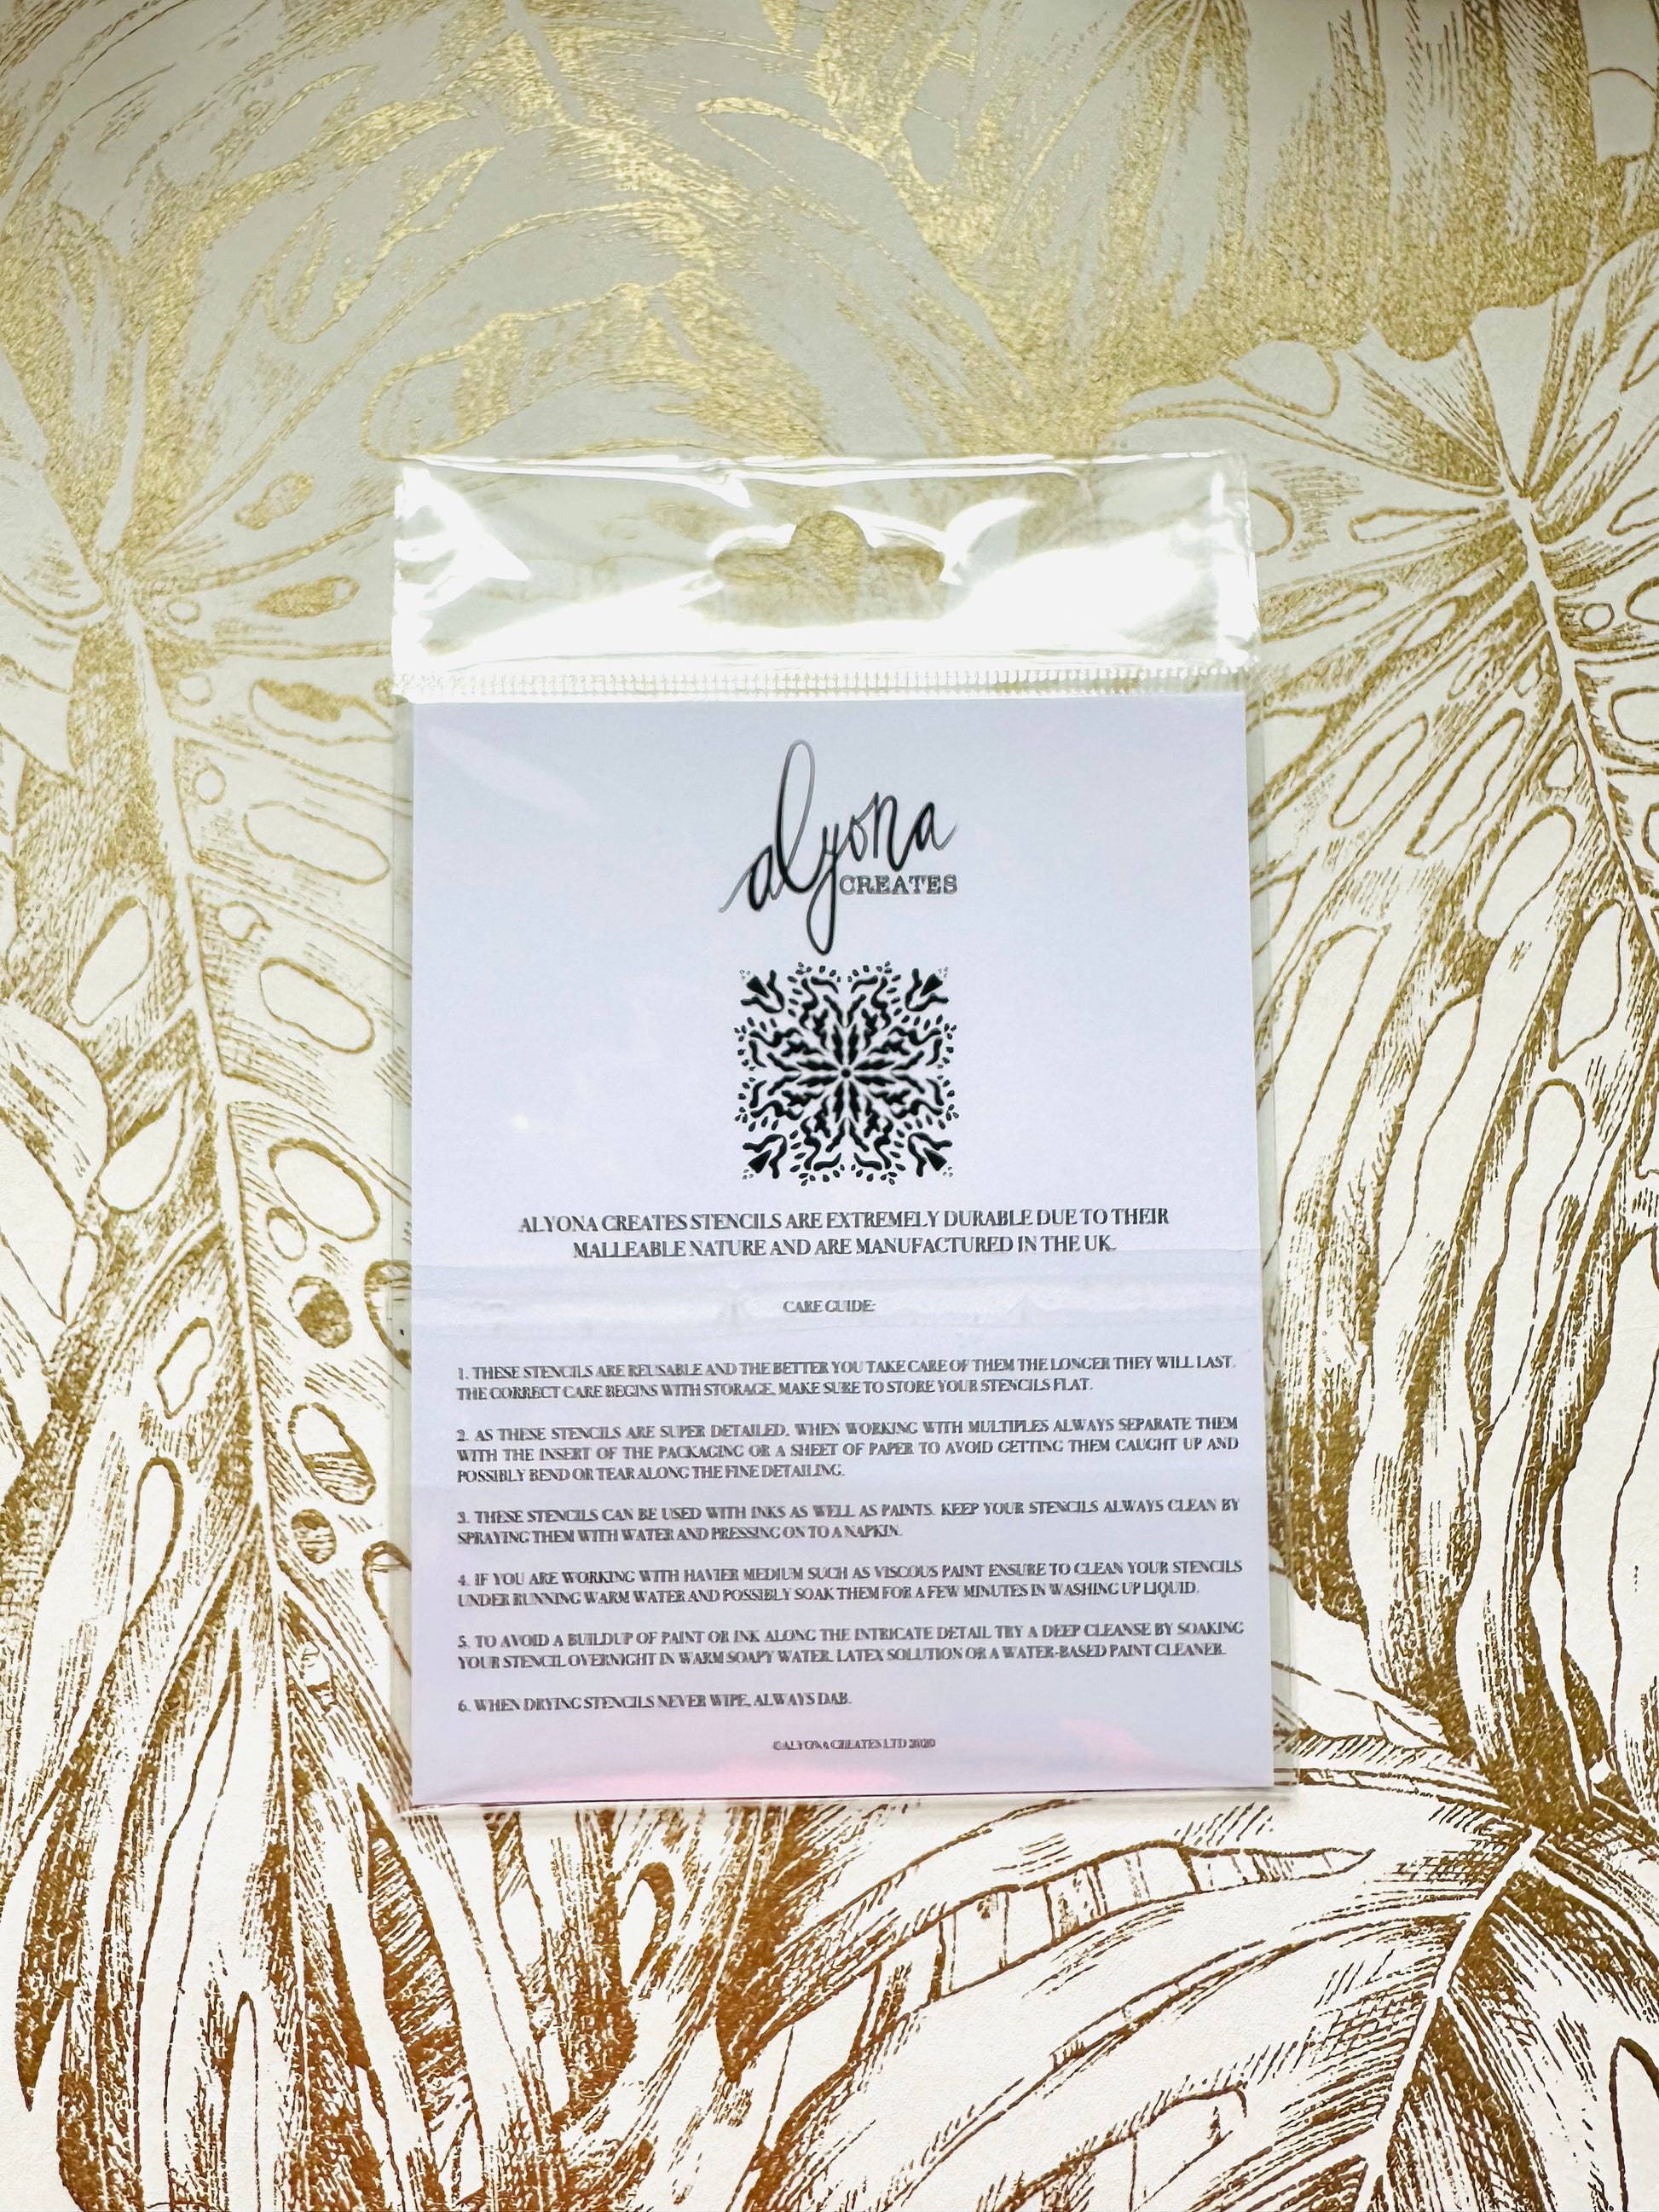 alyona
CREATES
ALYONA CREATES STENCILS ARE EXTREMELY DURABLE DUE TO THEIR
MALLEABLE NATURE AND ARE MANUFACTURED IN THE UK.
CARE GUIDE:
1. THESE STENCILS ARE REUSABLE AND THE BETTER YOU TAKE CARE OF THEM THE LONGER THEY WILL LAST.
THE CORRECT CARE BEGINS WITH STORAGE, MAKE SURE TO STORE YOUR STENCILS FLAT.
2. AS THESE STENCILS ARE SUPER DETAILED, WHEN WORKING WITH MULTIPLES ALWAYS SEPARATE THEM
WITH THE INSERT OF THE PACKAGING OR A SHEET OF PAPER TO AVOID GETTING THEM CAUGHT UP AND
POSSIBLY BEND OR TEAR ALONG THE FINE DETAILING.
3. THESE STENCILS CAN BE USED WITH INKS AS WELL AS PAINTS. KEEP YOUR STENCILS ALWAYS CLEAN BY
SPRAYING THEM WITH WATER AND PRESSING ON TO A NAPKIN.
4. IF YOU ARE WORKING WITH HAVIER MEDIUM SUCH AS VISCOUS PAINT ENSURE TO CLEAN YOUR STENCILS
UNDER RUNNING WARM WATER AND POSSIBLY SOAK THEM FOR A FEW MINUTES IN WASHING UP LIQUID.
5. TO AVOID A BUILDUP OF PAINT OR INK ALONG THE INTRICATE DETAIL TRY A DEEP CLEANSE BY SOAKING
YOUR STENCIL OVERNIGHT IN WARM SOAPY WATER, LATEX SOLUTION OR A WATER-BASED PAINT CLEANER.
6. WHEN DRYING STENCILS NEVER WIPE, ALWAYS DAB.
©ALYONA CREATES LTD 2020